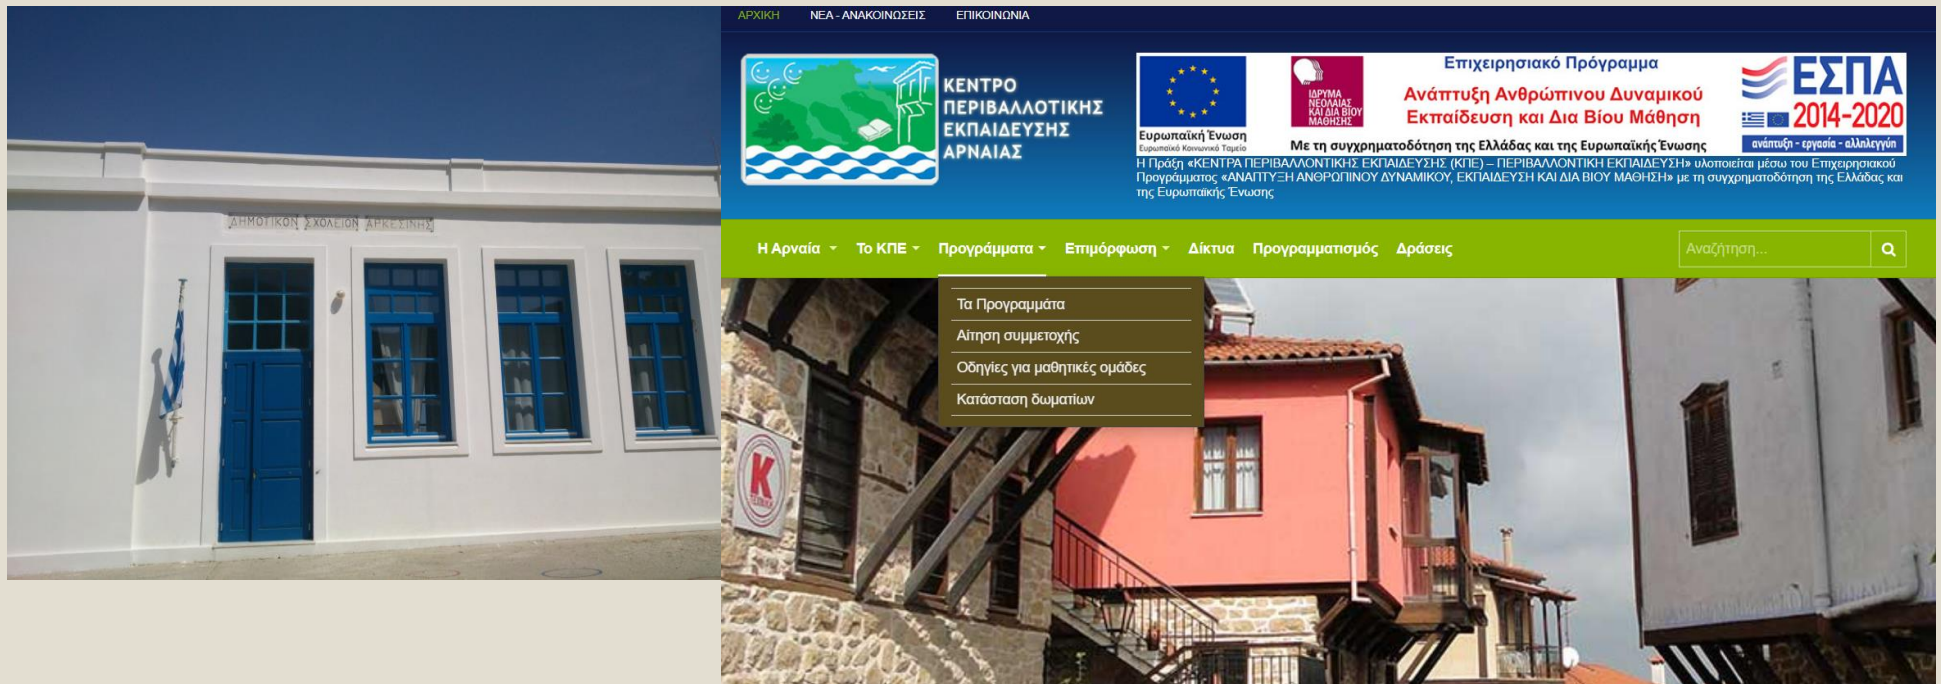 ΔΗΜΟΤΙΚΟΝ ΣΧΟΛΕΙΟΝ ΑΡΚΕΣΙΝΗΣ
ΑΡΧΙΚΗ ΝΕΑ - ΑΝΑΚΟΙΝΩΣΕΙΣ ΕΠΙΚΟΙΝΩΝΙΑ
ΚΕΝΤΡΟ
ΠΕΡΙΒΑΛΛΟΤΙΚΗΣ
ΕΚΠΑΙΔΕΥΣΗΣ
ΑΡΝΑΙΑΣ
Ευρωπαϊκή Ένωση
Ευρωπαϊκό Κοινωνικό Ταμείο
ΙΔΡΥΜΑ
ΝΕΟΛΑΙΑΣ
ΚΑΙ ΔΙΑ ΒΙΟΥ
ΜΑΘΗΣΗΣ
Επιχειρησιακό Πρόγραμμα
Ανάπτυξη Ανθρώπινου Δυναμικού
Εκπαίδευση και Δια Βίου Μάθηση
Με τη συγχρηματοδότηση της Ελλάδας και της Ευρωπαϊκής Ένωσης
ΕΣΠΑ
2014-2020
ανάπτυξη - εργασία - αλληλεγγύη
Η Πράξη «ΚΕΝΤΡΑ ΠΕΡΙΒΑΛΛΟΝΤΙΚΗΣ ΕΚΠΑΙΔΕΥΣΗΣ (ΚΠΕ) – ΠΕΡΙΒΑΛΛΟΝΤΙΚΗ ΕΚΠΑΙΔΕΥΣΗ» υλοποιείται μέσω του Επιχειρησιακού
Προγράμματος «ΑΝΑΠΤΥΞΗ ΑΝΘΡΩΠΙΝΟΥ ΔΥΝΑΜΙΚΟΥ, ΕΚΠΑΙΔΕΥΣΗ ΚΑΙ ΔΙΑ ΒΙΟΥ ΜΑΘΗΣΗ» με τη συγχρηματοδότηση της Ελλάδας και
της Ευρωπαϊκής Ένωσης
Η Αρναία Το ΚΠΕ Προγράμματα Επιμόρφωση Δίκτυα Προγραμματισμός Δράσεις Αναζήτηση...
Τα Προγραμμάτα
Αίτηση συμμετοχής
Οδηγίες για μαθητικές ομάδες
Κατάσταση δωματίων
Κ